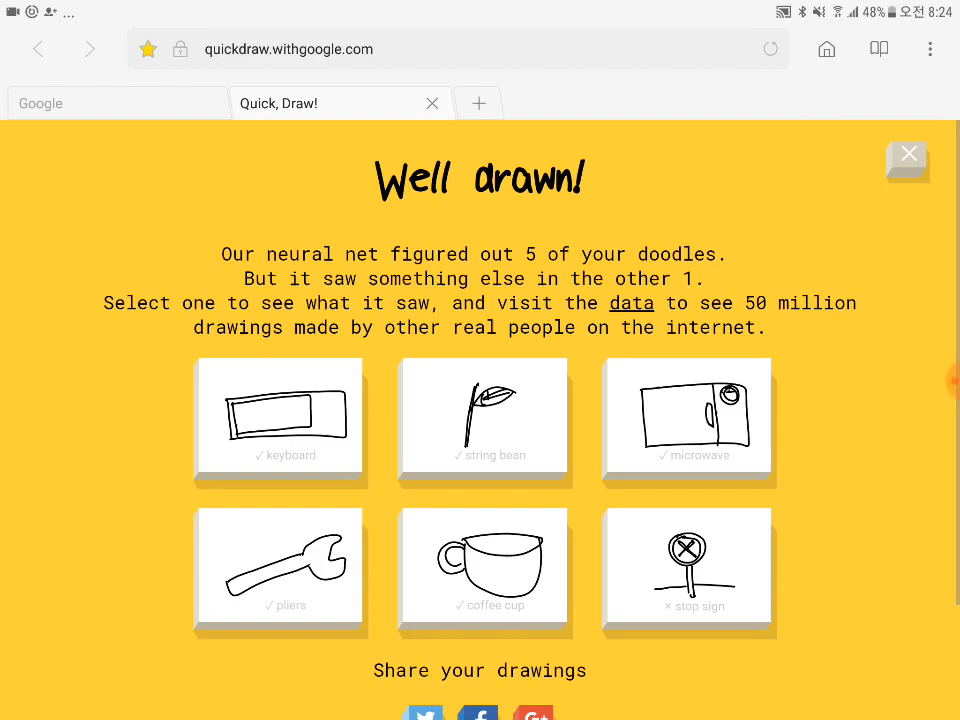 ... 48% 오전 8:24
quickdraw.withgoogle.com
Google Quick, Draw!
Well drawn!
Our neural net figured out 5 of your doodles.
But it saw something else in the other 1.
Select one to see what it saw, and visit the data to see 50 million
drawings made by other real people on the internet.
✓ keyboard ✓ string bean ✓ microwave
✓ pliers ✓ coffee cup × stop sign
Share your drawings